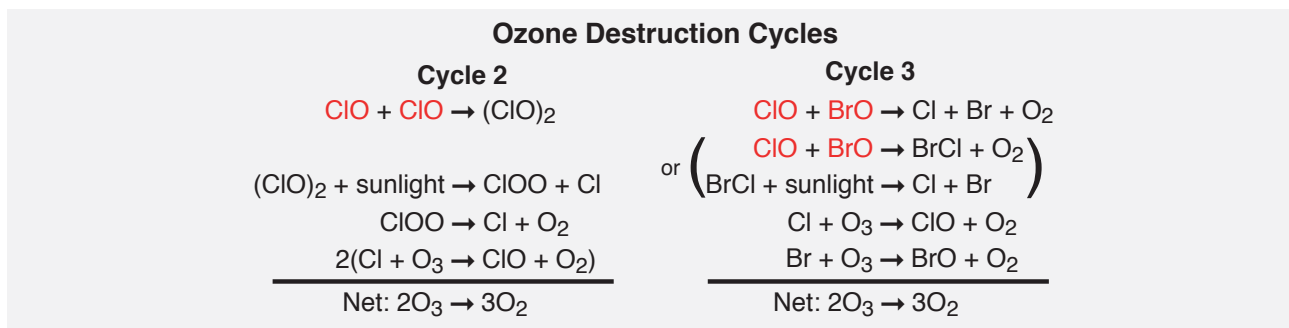 Ozone Destruction Cycles
Cycle 2
ClO + ClO → (ClO)2
(ClO)2 + sunlight → ClOO + Cl
ClOO → Cl + O2
2(Cl + O3 → ClO + O2)
Net: 2O3 → 3O2
Cycle 3
ClO + BrO → Cl + Br + O2
or ( ClO + BrO → BrCl + O2
BrCl + sunlight → Cl + Br )
Cl + O3 → ClO + O2
Br + O3 → BrO + O2
Net: 2O3 → 3O2